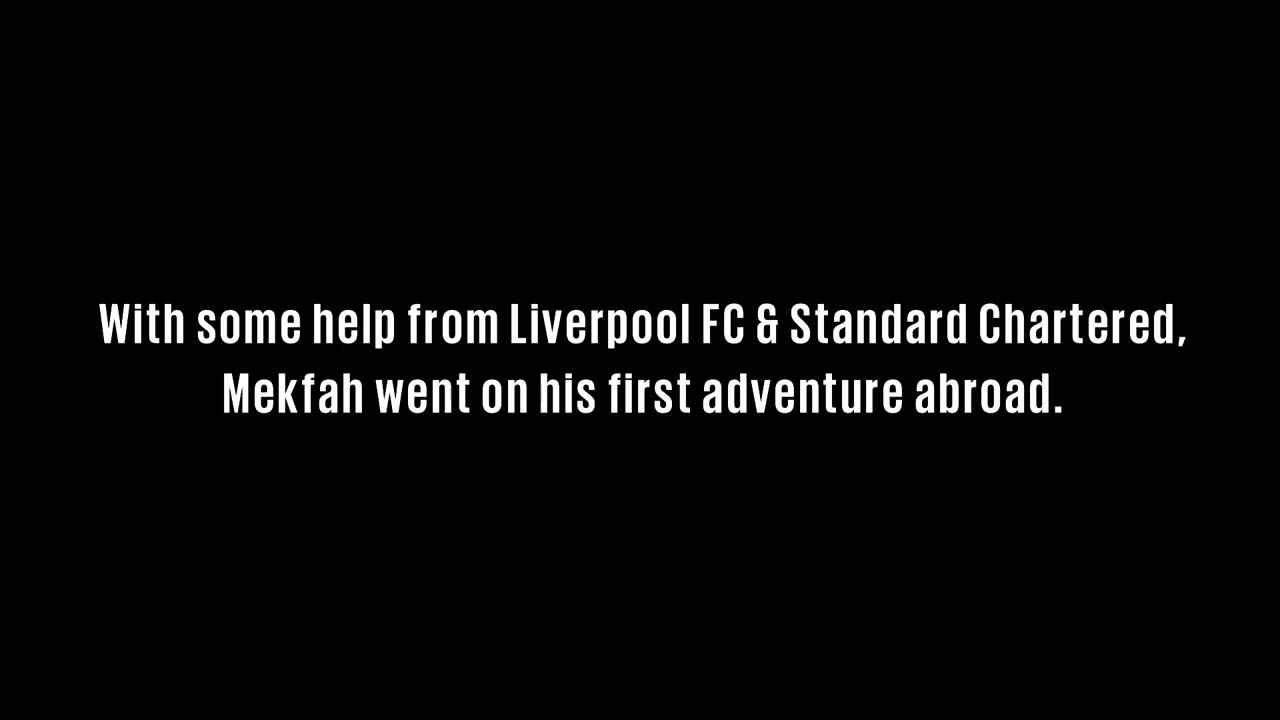 With some help from Liverpool FC & Standard Chartered,
Mekfah went on his first adventure abroad.